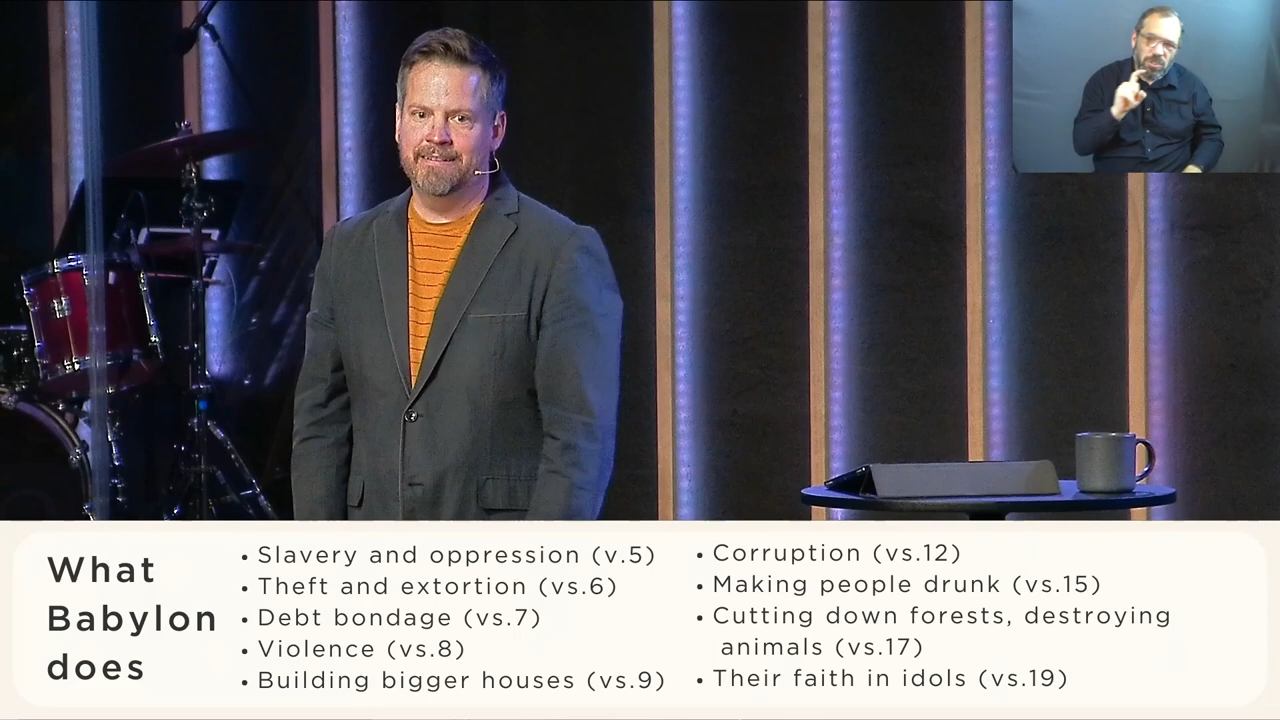 What
Babylon
does
• Slavery and oppression (v.5)
• Theft and extortion (vs.6)
• Debt bondage (vs.7)
• Violence (vs.8)
• Building bigger houses (vs.9)
• Corruption (vs.12)
• Making people drunk (vs.15)
• Cutting down forests, destroying
animals (vs.17)
• Their faith in idols (vs.19)